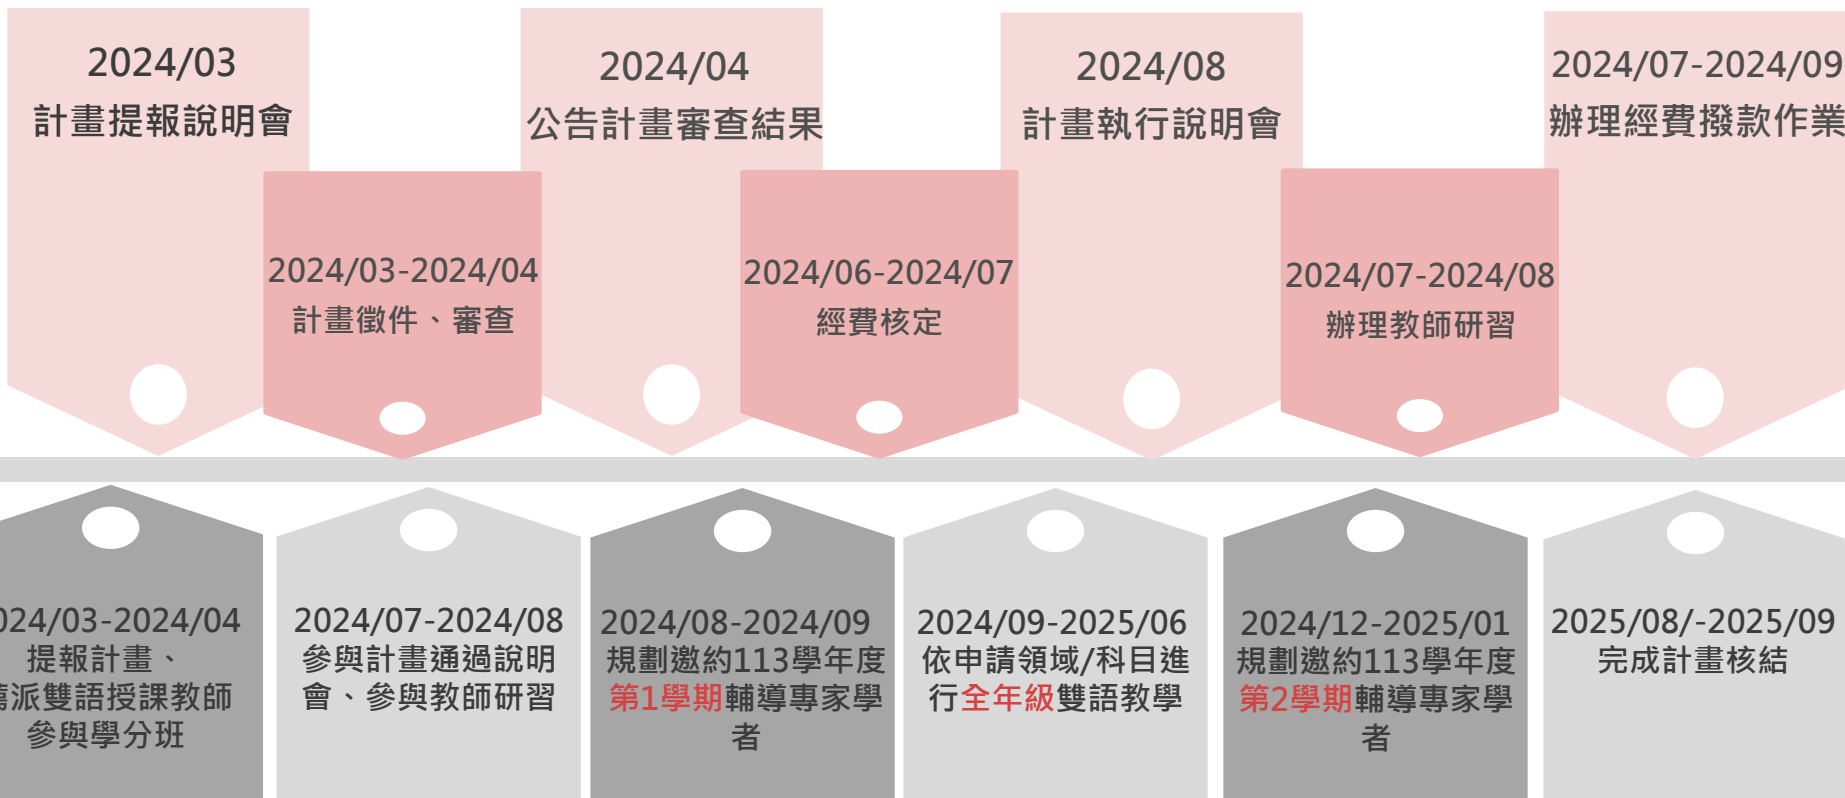 2024/03
計畫提報說明會
2024/03-2024/04
計畫徵件、審查
2024/04
公告計畫審查結果
2024/06-2024/07
經費核定
2024/08
計畫執行說明會
2024/07-2024/08
辦理教師研習
2024/07-2024/09
辦理經費撥款作業
024/03-2024/04
提報計畫、
薦派雙語授課教師
參與學分班
2024/07-2024/08
參與計畫通過說明
會、參與教師研習
2024/08-2024/09
規劃邀約113學年度
第1學期輔導專家學
者
2024/09-2025/06
依申請領域/科目進
行全年級雙語教學
2024/12-2025/01
規劃邀約113學年度
第2學期輔導專家學
者
2025/08/-2025/09
完成計畫核結